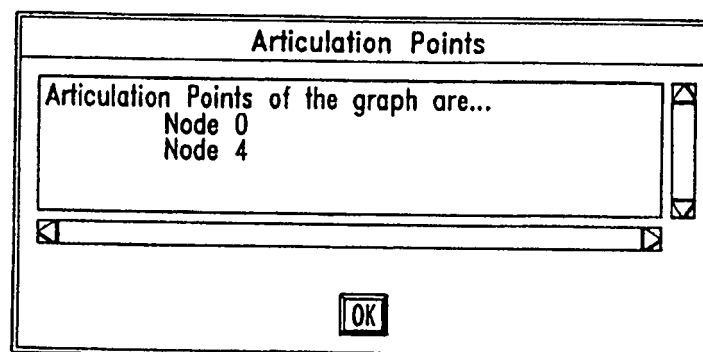 Articulation Points
Articulation Points of the graph are...
Node 0
Node 4
OK